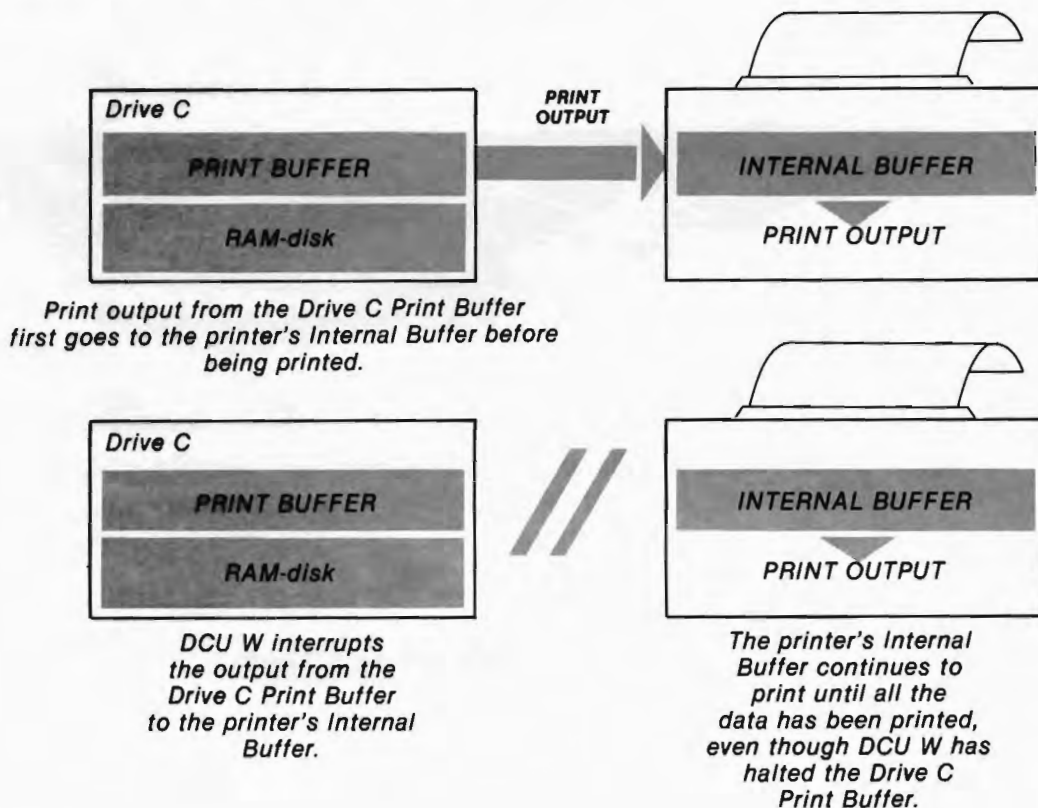 Drive C
PRINT BUFFER
RAM-disk
PRINT
OUTPUT
INTERNAL BUFFER
PRINT OUTPUT
Print output from the Drive C Print Buffer
first goes to the printer's Internal Buffer before
being printed.
Drive C
PRINT BUFFER
RAM-disk
INTERNAL BUFFER
PRINT OUTPUT
DCU W interrupts
the output from the
Drive C Print Buffer
to the printer's Internal
Buffer.
The printer's Internal
Buffer continues to
print until all the
data has been printed,
even though DCU W has
halted the Drive C
Print Buffer.